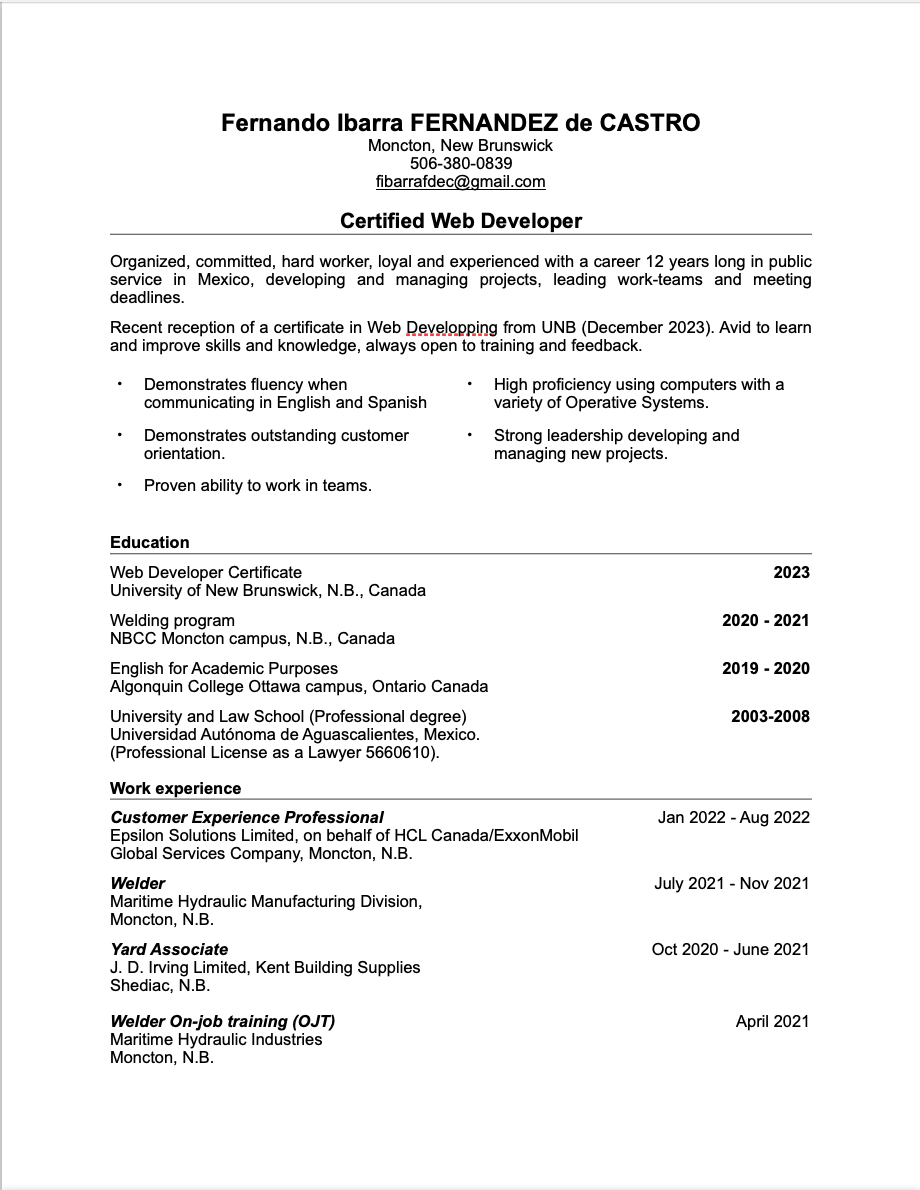 Fernando Ibarra FERNANDEZ de CASTRO
Moncton, New Brunswick
506-380-0839
fibarrafdec@gmail.com
Certified Web Developer
Organized, committed, hard worker, loyal and experienced with a career 12 years long in public
service in Mexico, developing and managing projects, leading work-teams and meeting
deadlines.
Recent reception of a certificate in Web Developping from UNB (December 2023). Avid to learn
and improve skills and knowledge, always open to training and feedback.
• Demonstrates fluency when
communicating in English and Spanish
• Demonstrates outstanding customer
orientation.
• Proven ability to work in teams.
• High proficiency using computers with a
variety of Operative Systems.
• Strong leadership developing and
managing new projects.
Education
Web Developer Certificate 2023
University of New Brunswick, N.B., Canada
Welding program 2020 - 2021
NBCC Moncton campus, N.B., Canada
English for Academic Purposes 2019 - 2020
Algonquin College Ottawa campus, Ontario Canada
University and Law School (Professional degree) 2003-2008
Universidad Autónoma de Aguascalientes, Mexico.
(Professional License as a Lawyer 5660610).
Work experience
Customer Experience Professional Jan 2022 - Aug 2022
Epsilon Solutions Limited, on behalf of HCL Canada/ExxonMobil
Global Services Company, Moncton, N.B.
Welder July 2021 - Nov 2021
Maritime Hydraulic Manufacturing Division,
Moncton, N.B.
Yard Associate Oct 2020 - June 2021
J. D. Irving Limited, Kent Building Supplies
Shediac, N.B.
Welder On-job training (OJT) April 2021
Maritime Hydraulic Industries
Moncton, N.B.